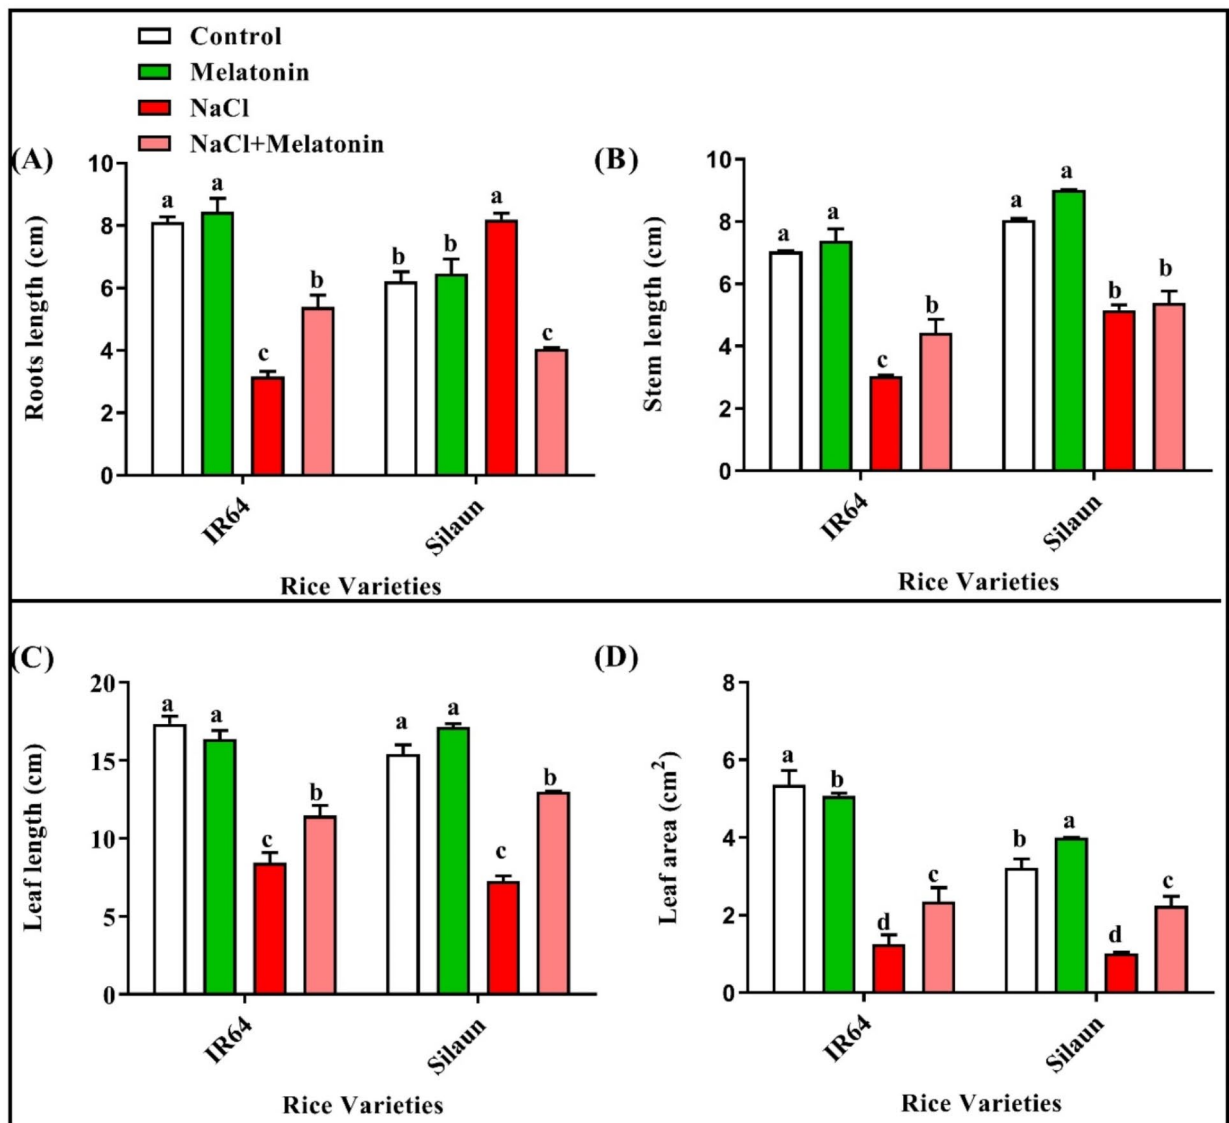 Control
Melatonin
NaCl
NaCl+Melatonin
(A)
Roots length (cm)
10
8
6
4
2
0
a
a
c
b
b
b
a
c
IR64
Silaun
Rice Varieties
(B)
Stem length (cm)
10
8
6
4
2
0
a
a
c
b
a
a
b
b
IR64
Silaun
Rice Varieties
(C)
Leaf length (cm)
20
15
10
5
0
a
a
c
b
a
a
c
b
IR64
Silaun
Rice Varieties
(D)
Leaf area (cm²)
8
6
4
2
0
a
b
d
c
b
a
d
c
IR64
Silaun
Rice Varieties